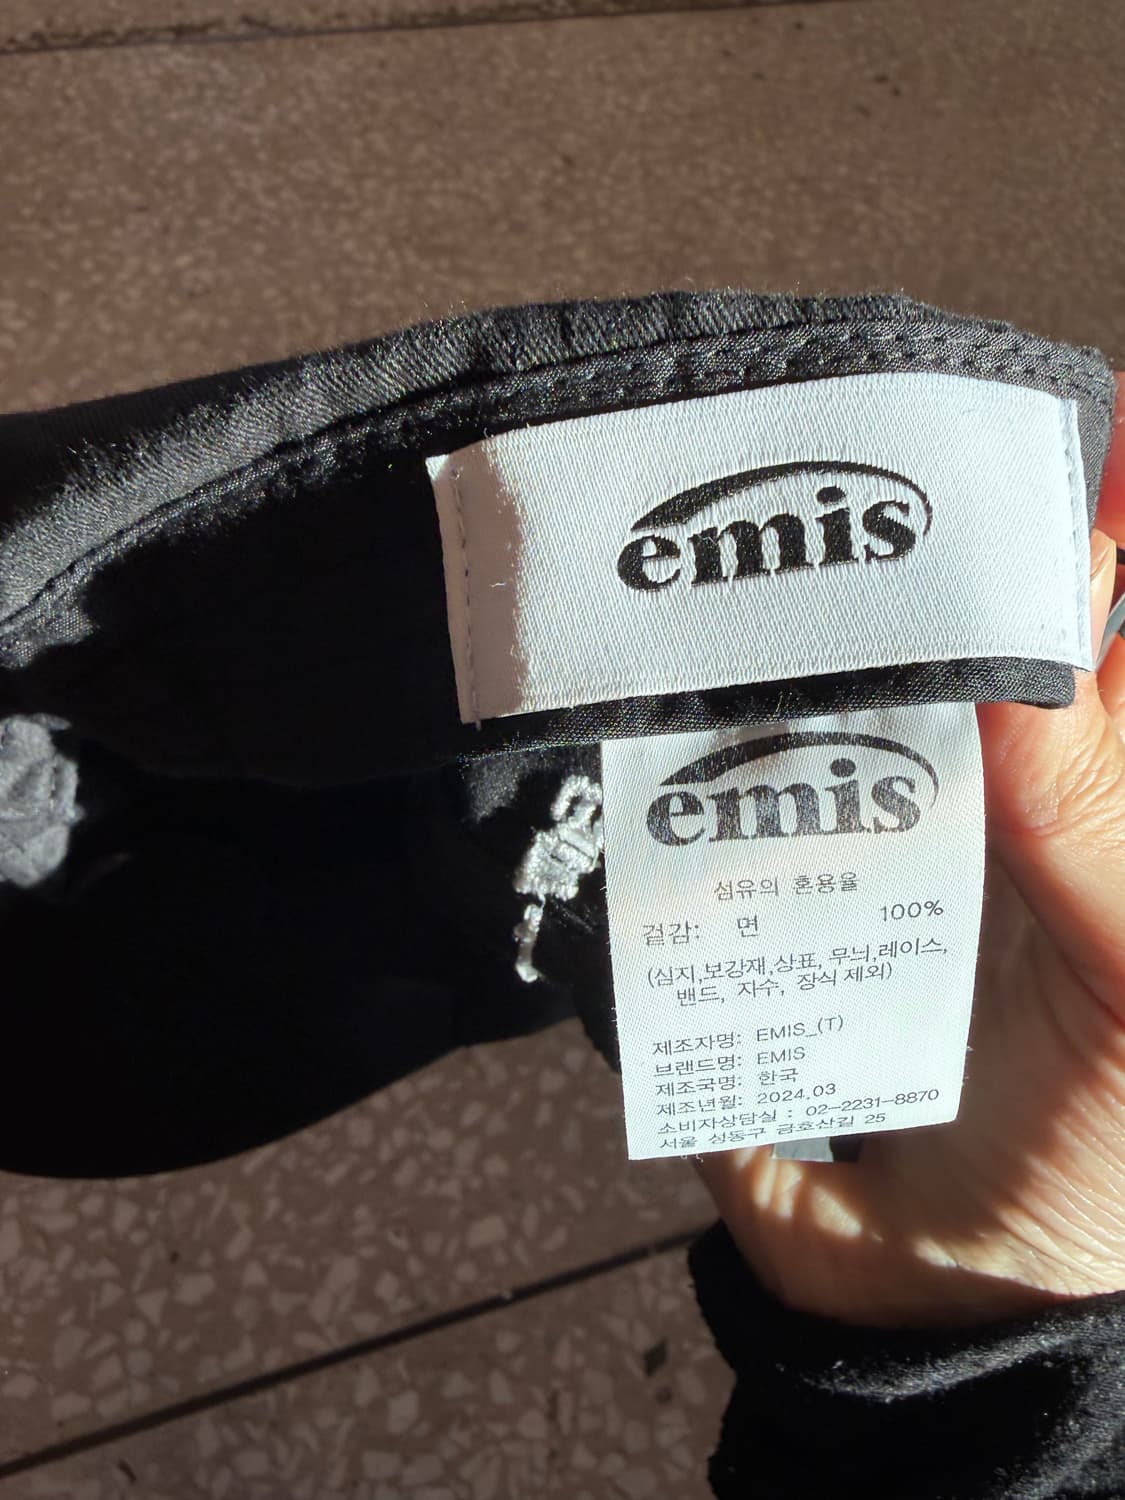 emis
emis
섬유의 혼용율
겉감: 면 100%
(심지,보강재,상표, 무늬,레이스,
밴드, 자수, 장식 제외)
제조자명: EMIS_(T)
브랜드명: EMIS
제조국명: 한국
제조년월: 2024.03
소비자상담실 : 02-2231-8870
서울 성동구 금호산길 25